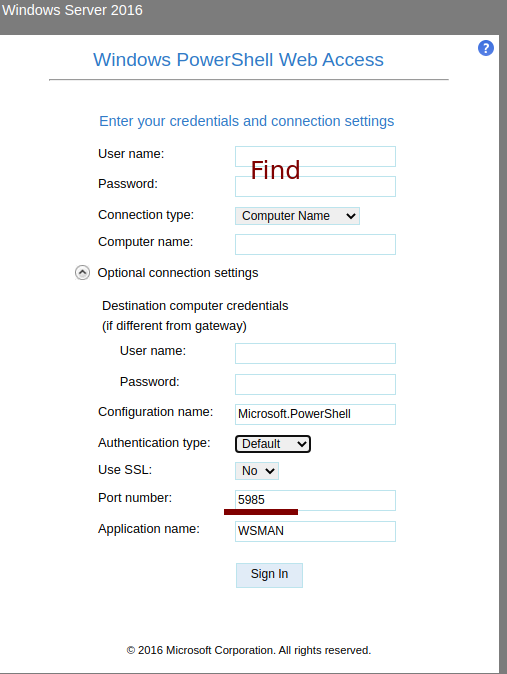 Windows Server 2016
?
Windows PowerShell Web Access
Enter your credentials and connection settings
User name:
Find
Password:
Connection type: Computer Name
Computer name:
Optional connection settings
Destination computer credentials
(if different from gateway)
User name:
Password:
Configuration name: Microsoft.PowerShell
Authentication type: Default
Use SSL: No
Port number: 5985
Application name: WSMAN
Sign In
© 2016 Microsoft Corporation. All rights reserved.